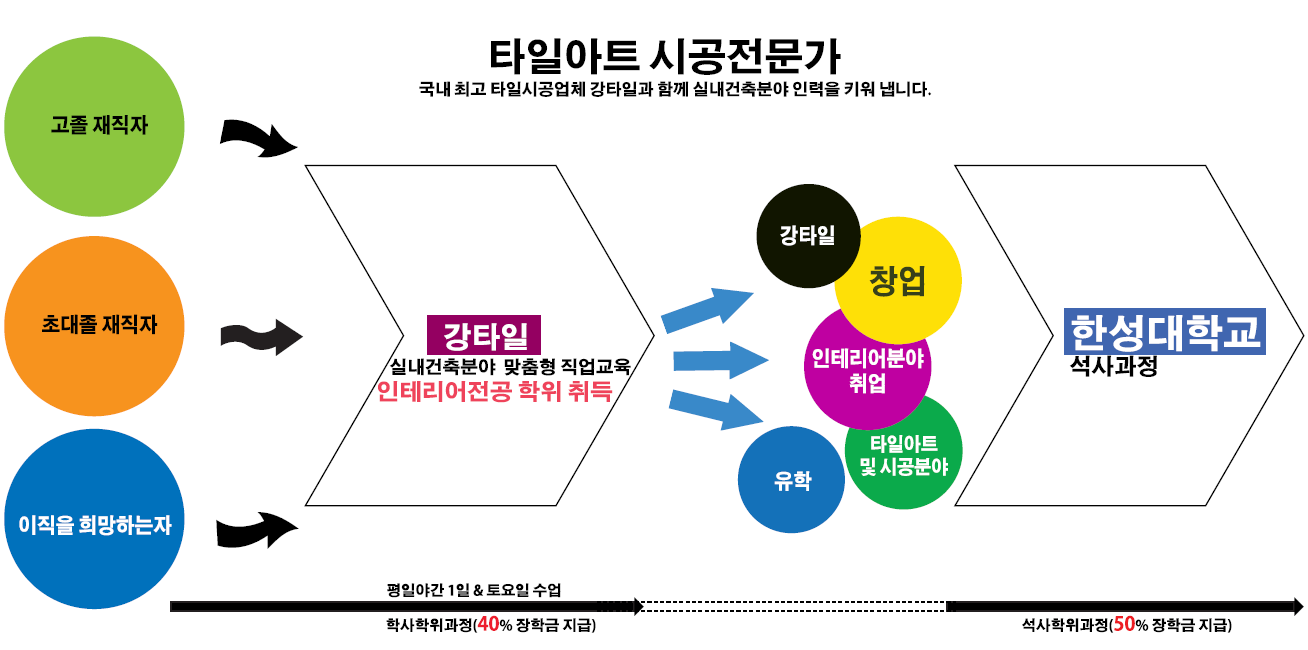 타일아트 시공전문가
국내 최고 타일시공업체 강타일과 함께 실내건축분야 인력을 키워 냅니다.
고졸 재직자
초대졸 재직자
이직을 희망하는자
강타일
실내건축분야 맞춤형 직업교육
인테리어전공 학위 취득
강타일
창업
인테리어분야
취업
타일아트
및 시공분야
유학
한성대학교
석사과정
평일야간 1일 & 토요일 수업
학사학위과정(40% 장학금 지급)
석사학위과정(50% 장학금 지급)